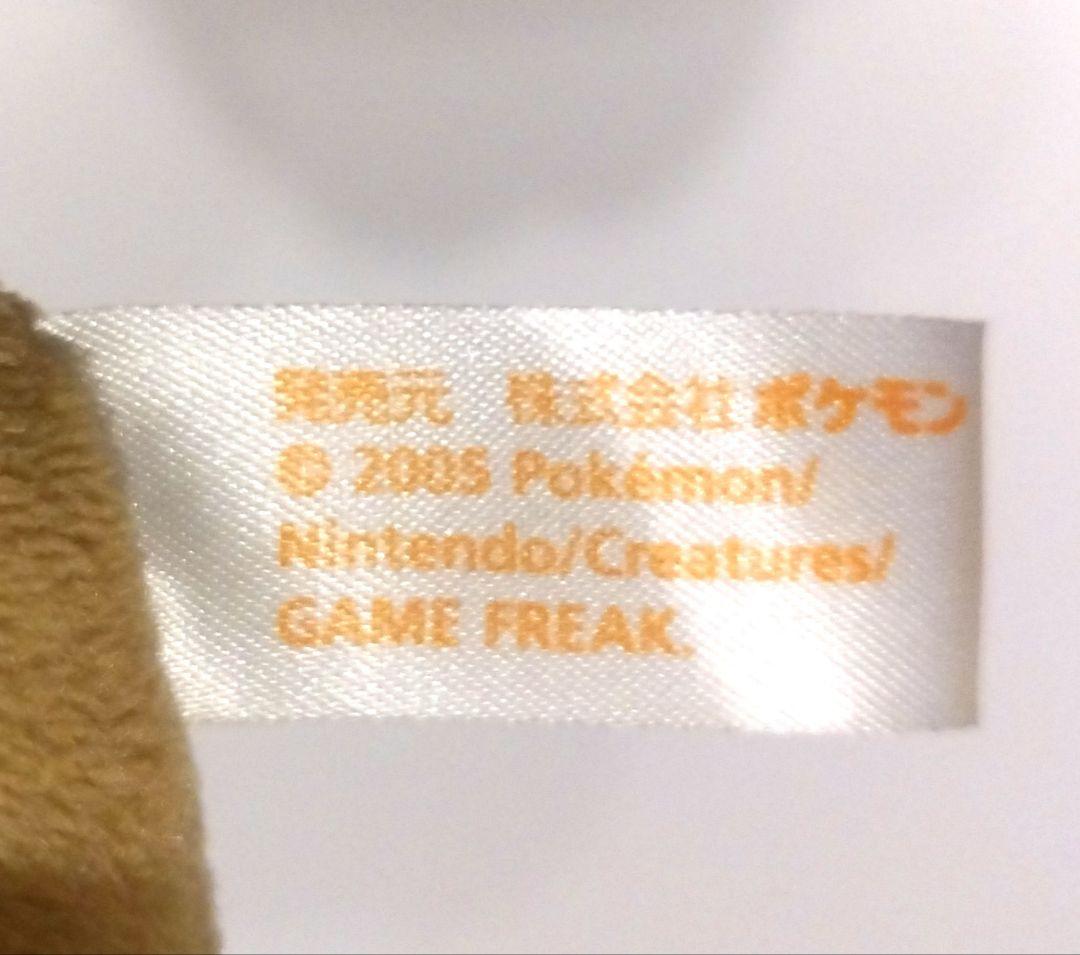 発売元　株式会社ポケモン
© 2005 Pokémon/
Nintendo/Creatures/
GAME FREAK.